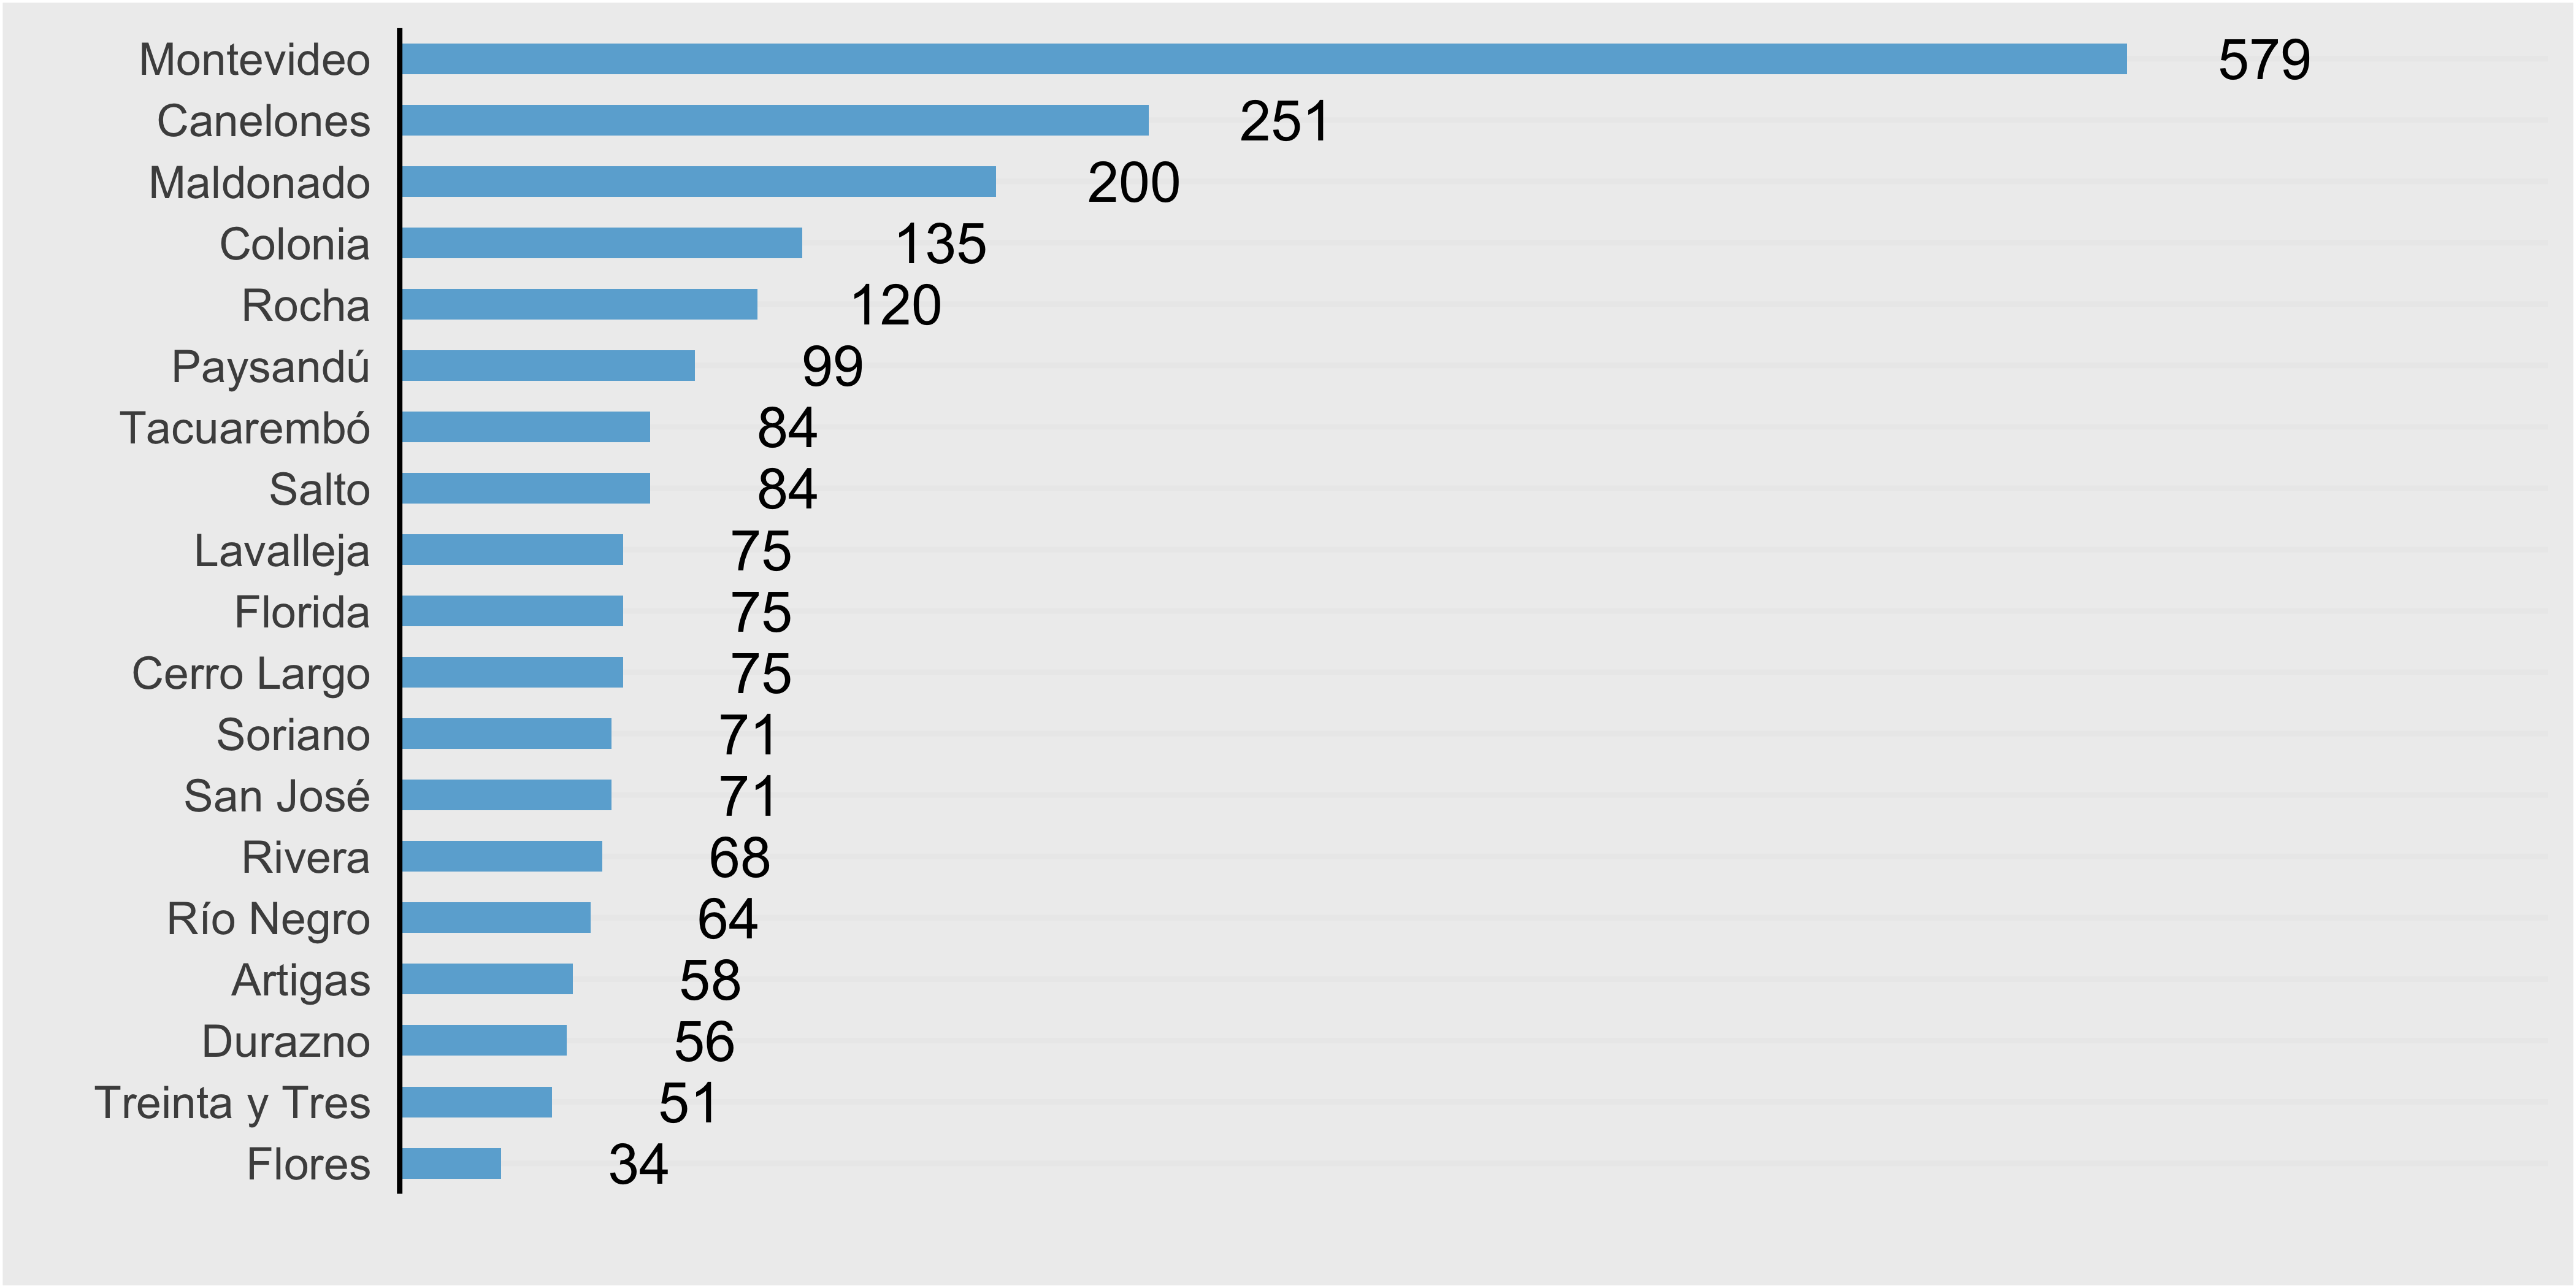 Montevideo 579
Canelones 251
Maldonado 200
Colonia 135
Rocha 120
Paysandú 99
Tacuarembó 84
Salto 84
Lavalleja 75
Florida 75
Cerro Largo 75
Soriano 71
San José 71
Rivera 68
Río Negro 64
Artigas 58
Durazno 56
Treinta y Tres 51
Flores 34